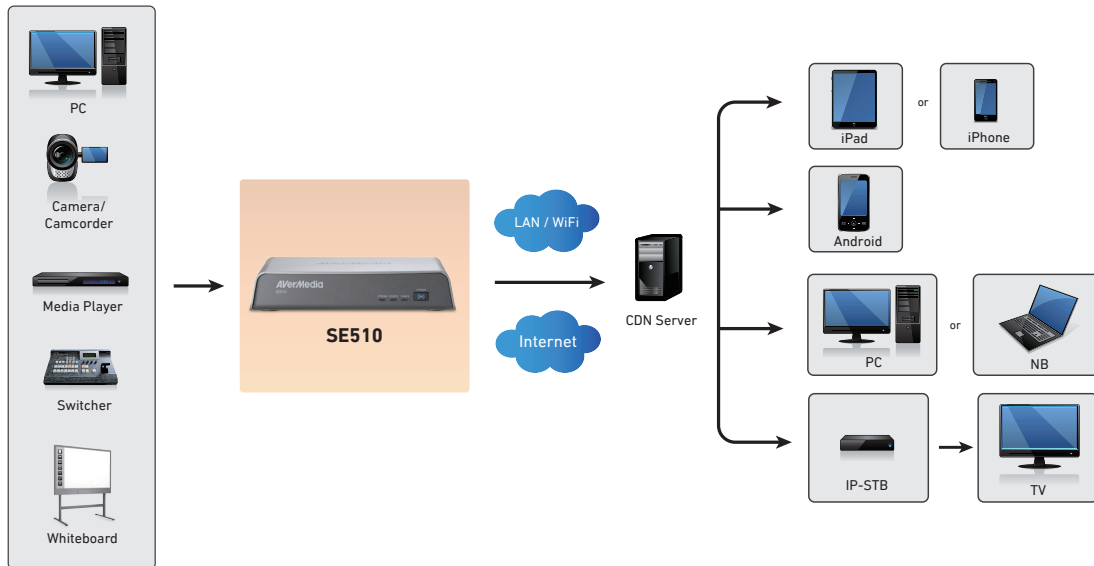 PC
Camera/
Camcorder
Media Player
Switcher
Whiteboard
AVerMedia
SE510
LAN / WiFi
Internet
CDN Server
iPad
or
iPhone
Android
PC
or
NB
IP-STB
TV